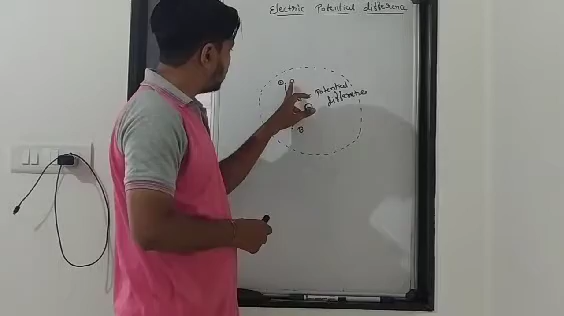 Electric Potential difference
Potential
difference
B